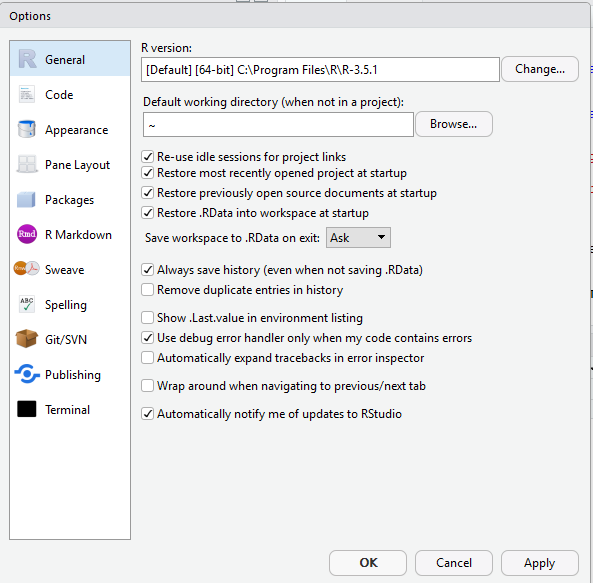 Options
R General
Code
Appearance
Pane Layout
Packages
Rmd R Markdown
Sweave
ABC Spelling
Git/SVN
Publishing
Terminal
R version:
[Default] [64-bit] C:\Program Files\R\R-3.5.1
Change...
Default working directory (when not in a project):
~
Browse...
Re-use idle sessions for project links
Restore most recently opened project at startup
Restore previously open source documents at startup
Restore .RData into workspace at startup
Save workspace to .RData on exit: Ask
Always save history (even when not saving .RData)
Remove duplicate entries in history
Show .Last.value in environment listing
Use debug error handler only when my code contains errors
Automatically expand tracebacks in error inspector
Wrap around when navigating to previous/next tab
Automatically notify me of updates to RStudio
OK Cancel Apply